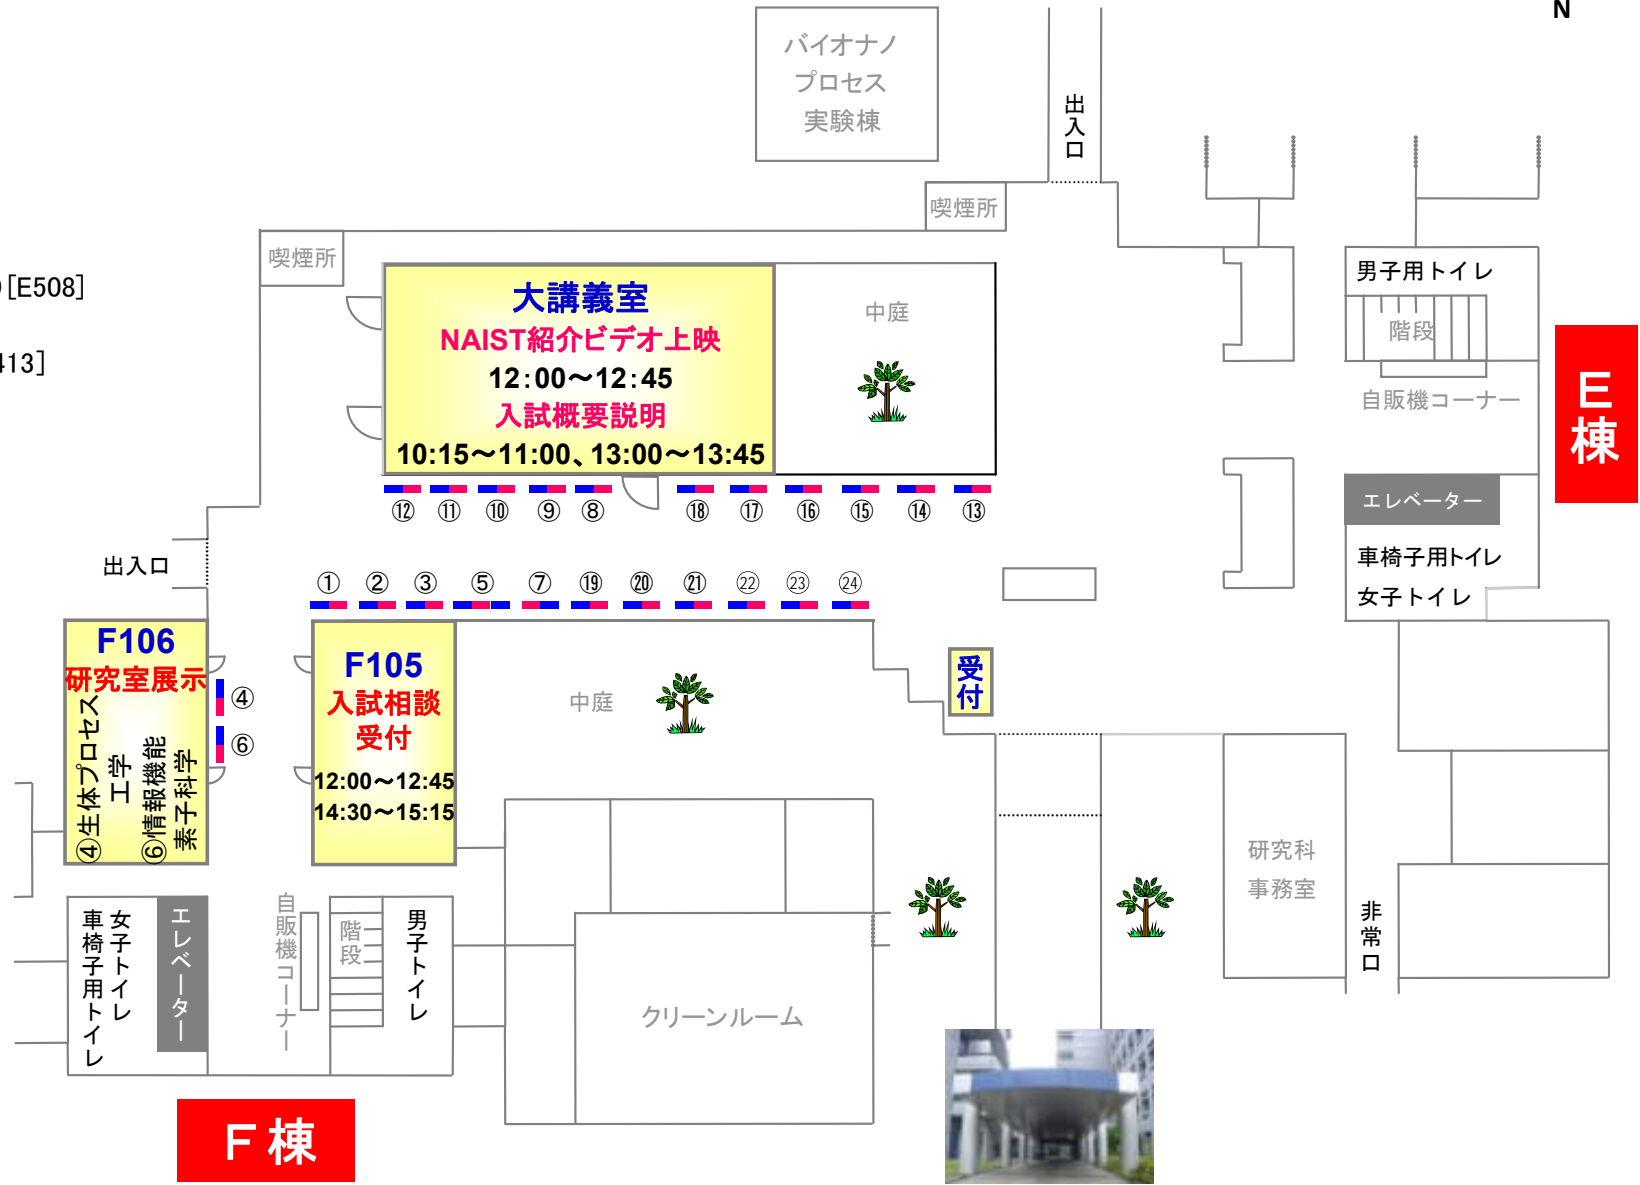 N
バイオナノ
プロセス
実験棟
出入口
喫煙所
喫煙所
[E508]
413]
大講義室
NAIST紹介ビデオ上映
12:00～12:45
入試概要説明
10:15～11:00、13:00～13:45
中庭
男子用トイレ
階段
自販機コーナー
E棟
エレベーター
車椅子用トイレ
女子トイレ
⑫ ⑪ ⑩ ⑨ ⑧ ⑱ ⑰ ⑯ ⑮ ⑭ ⑬
出入口
① ② ③ ⑤ ⑦ ⑲ ⑳ ㉑ ㉒ ㉓ ㉔
F106
研究室展示
④生体プロセス
工学
⑥情報機能
素子科学
④
⑥
F105
入試相談
受付
12:00～12:45
14:30～15:15
中庭
受付
研究科
事務室
非常口
女子トイレ
車椅子用トイレ
エレベーター
自販機コーナー
階段
男子トイレ
クリーンルーム
F棟